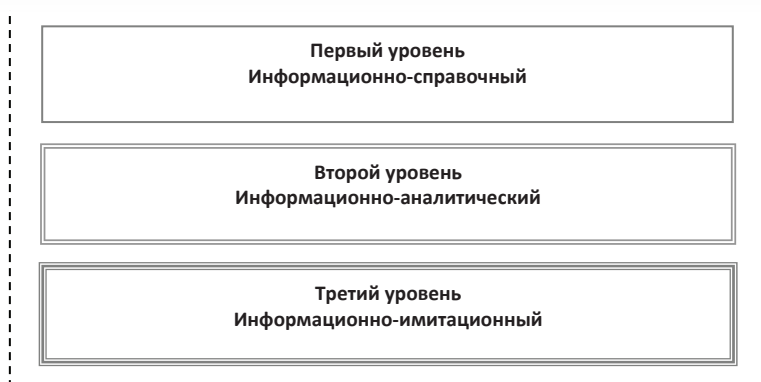 Первый уровень
Информационно-справочный
Второй уровень
Информационно-аналитический
Третий уровень
Информационно-имитационный